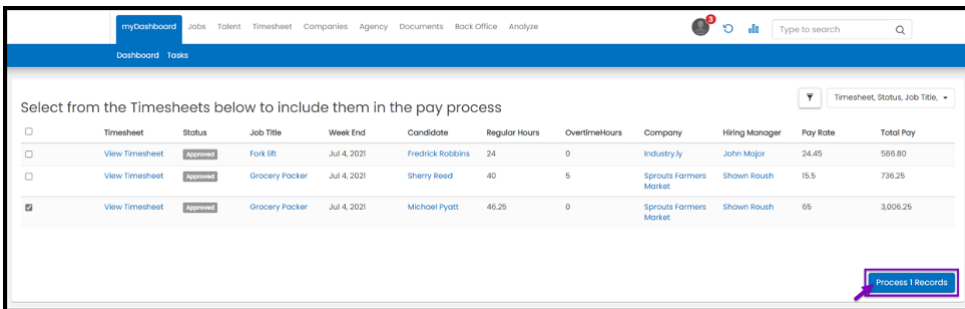 myDashboard Jobs Talent Timesheet Companies Agency Documents Back Office Analyze 3 Type to search
Dashboard Tasks
Select from the Timesheets below to include them in the pay process Timesheet, Status, Job Title,
Timesheet Status Job Title Week End Candidate Regular Hours OvertimeHours Company Hiring Manager Pay Rate Total Pay
View Timesheet Approved Fork lift Jul 4, 2021 Fredrick Robbins 24 0 Industry.ly John Major 24.45 586.80
View Timesheet Approved Grocery Packer Jul 4, 2021 Sherry Reed 40 5 Sprouts Farmers Market Shawn Roush 15.5 736.25
View Timesheet Approved Grocery Packer Jul 4, 2021 Michael Pyatt 46.25 0 Sprouts Farmers Market Shawn Roush 65 3,006.25
Process 1 Records